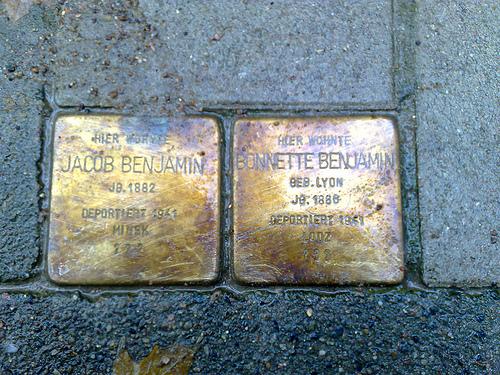 HIER WOHNTE
JACOB BENJAMIN
JG. 1882
DEPORTIERT 1941
MINSK
???
HIER WOHNTE
BONNETTE BENJAMIN
GEB. LYON
JG. 1886
DEPORTIERT 1941
LODZ
???